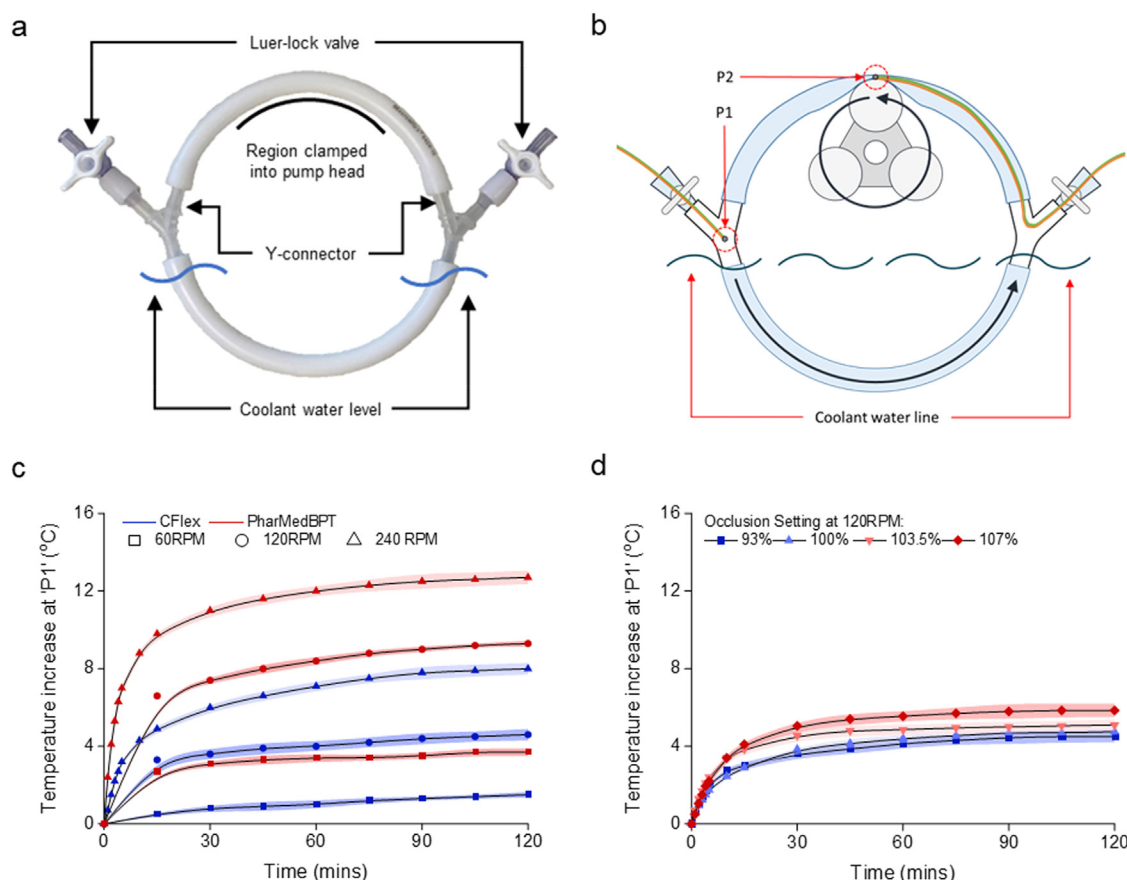 a
Luer-lock valve
Region clamped
into pump head
Y-connector
Coolant water level
b
P2
P1
Coolant water line
c
Temperature increase at 'P1' (°C)
16
12
8
4
0
CFlex PharMedBPT
60RPM 120RPM 240 RPM
0 30 60 90 120
Time (mins)
d
Temperature increase at 'P1' (°C)
16
12
8
4
0
Occlusion Setting at 120RPM:
93% 100% 103.5% 107%
0 30 60 90 120
Time (mins)